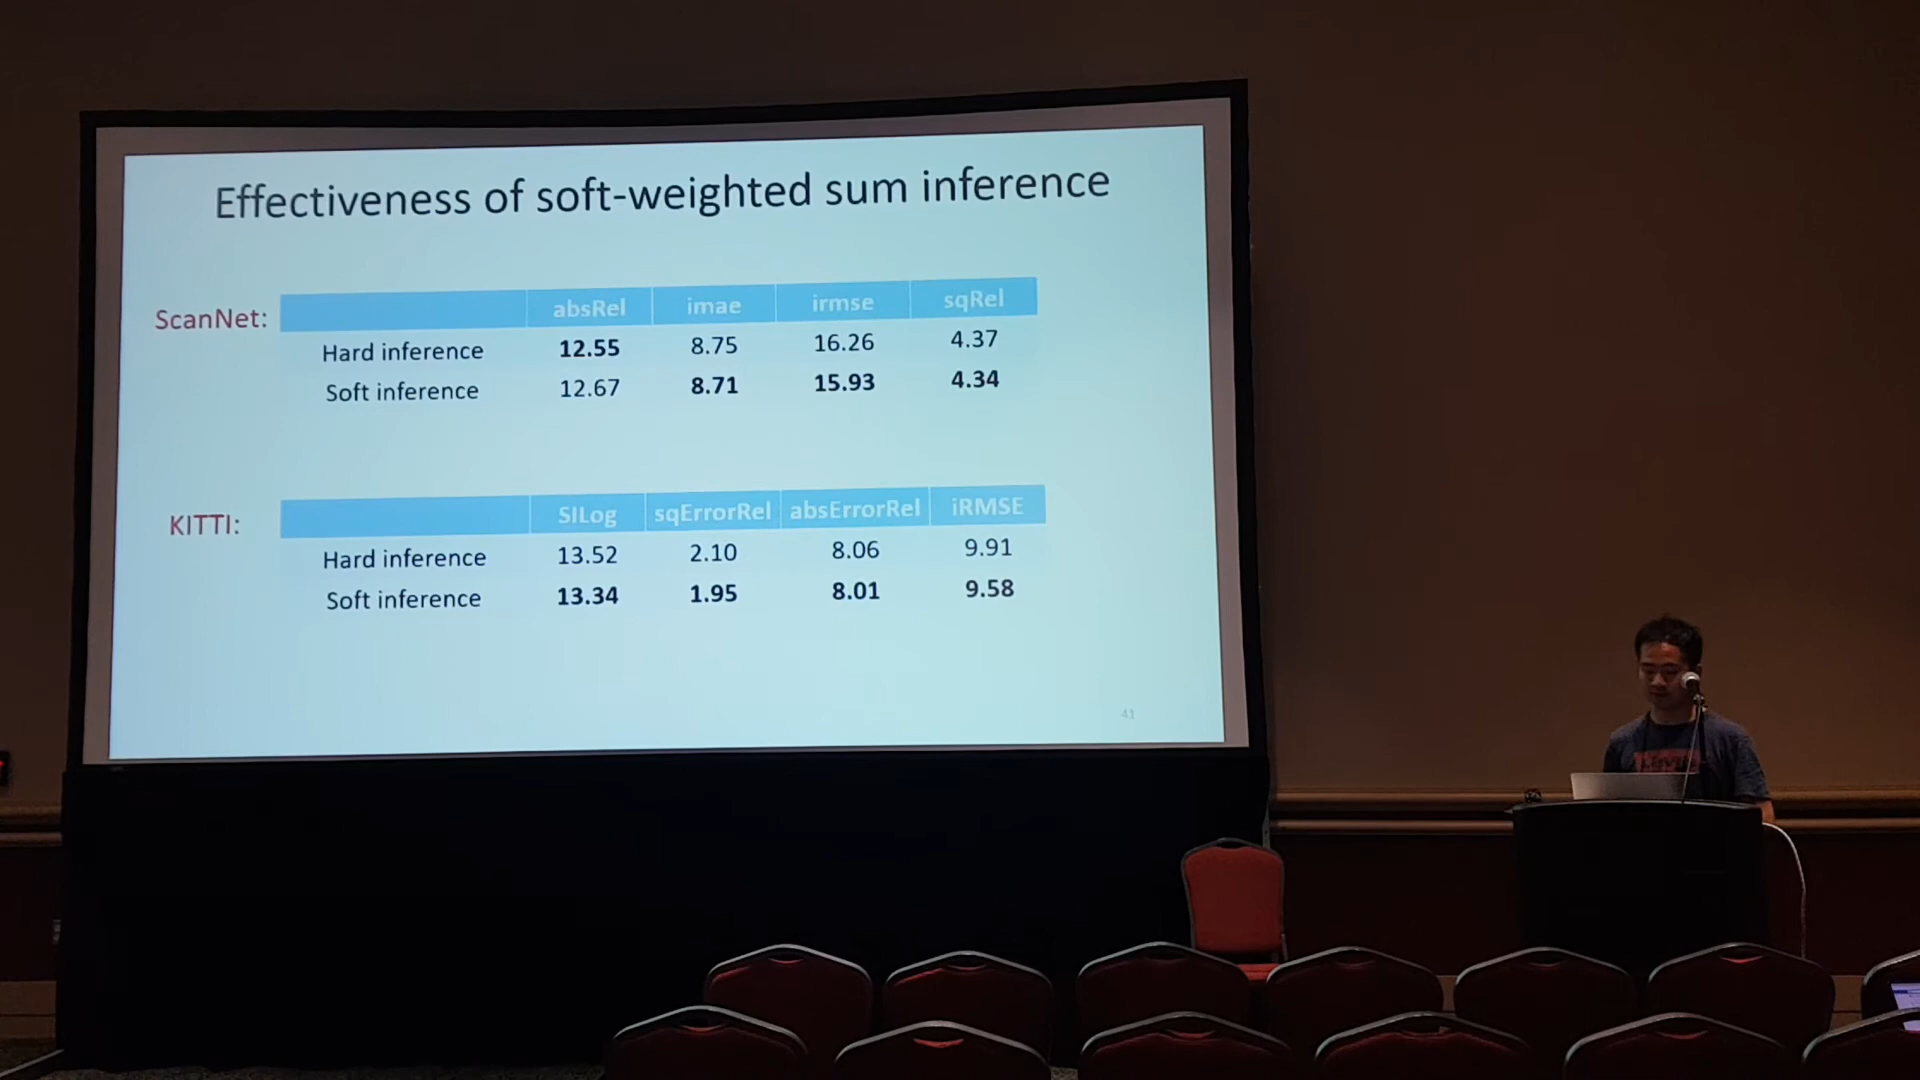 Effectiveness of soft-weighted sum inference
ScanNet:
absRel imae irmse sqRel
Hard inference 12.55 8.75 16.26 4.37
Soft inference 12.67 8.71 15.93 4.34
KITTI:
SILog sqErrorRel absErrorRel iRMSE
Hard inference 13.52 2.10 8.06 9.91
Soft inference 13.34 1.95 8.01 9.58
41